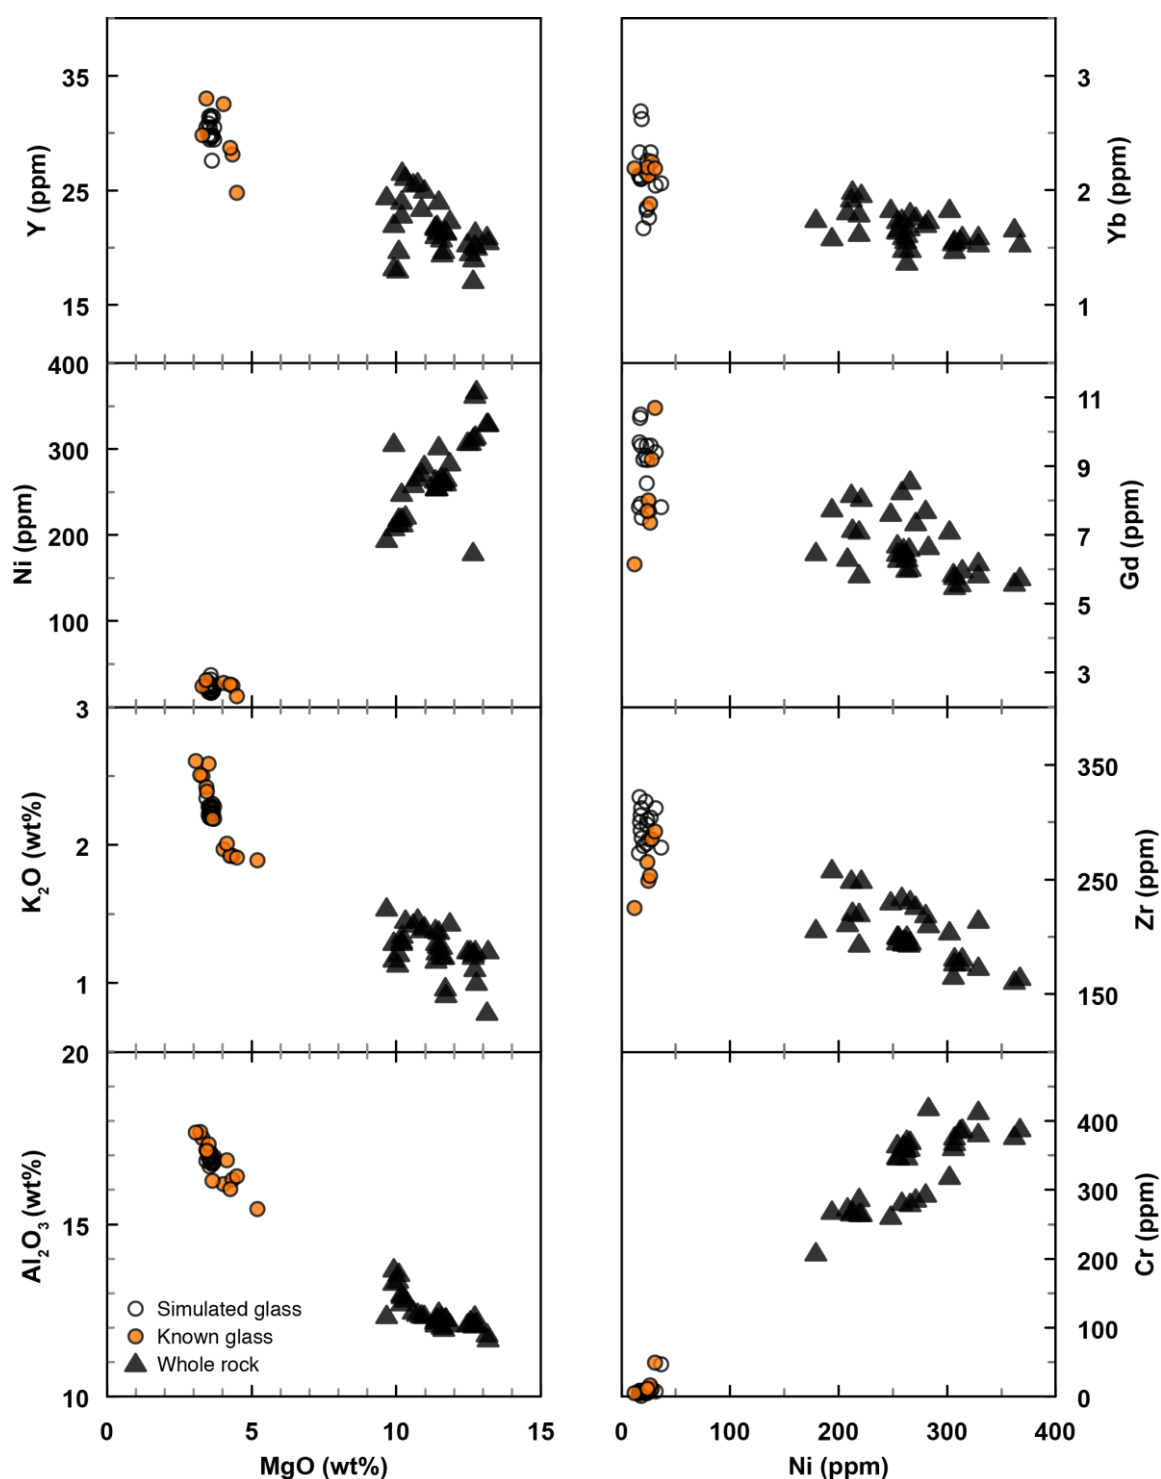 35
25
15
Y (ppm)
3
2
1
Yb (ppm)
400
300
200
100
Ni (ppm)
11
9
7
5
3
Gd (ppm)
3
2
1
K₂O (wt%)
350
250
150
Zr (ppm)
20
15
10
Al₂O₃ (wt%)
Simulated glass
Known glass
Whole rock
400
300
200
100
0
Cr (ppm)
0 5 10 15
MgO (wt%)
0 100 200 300 400
Ni (ppm)